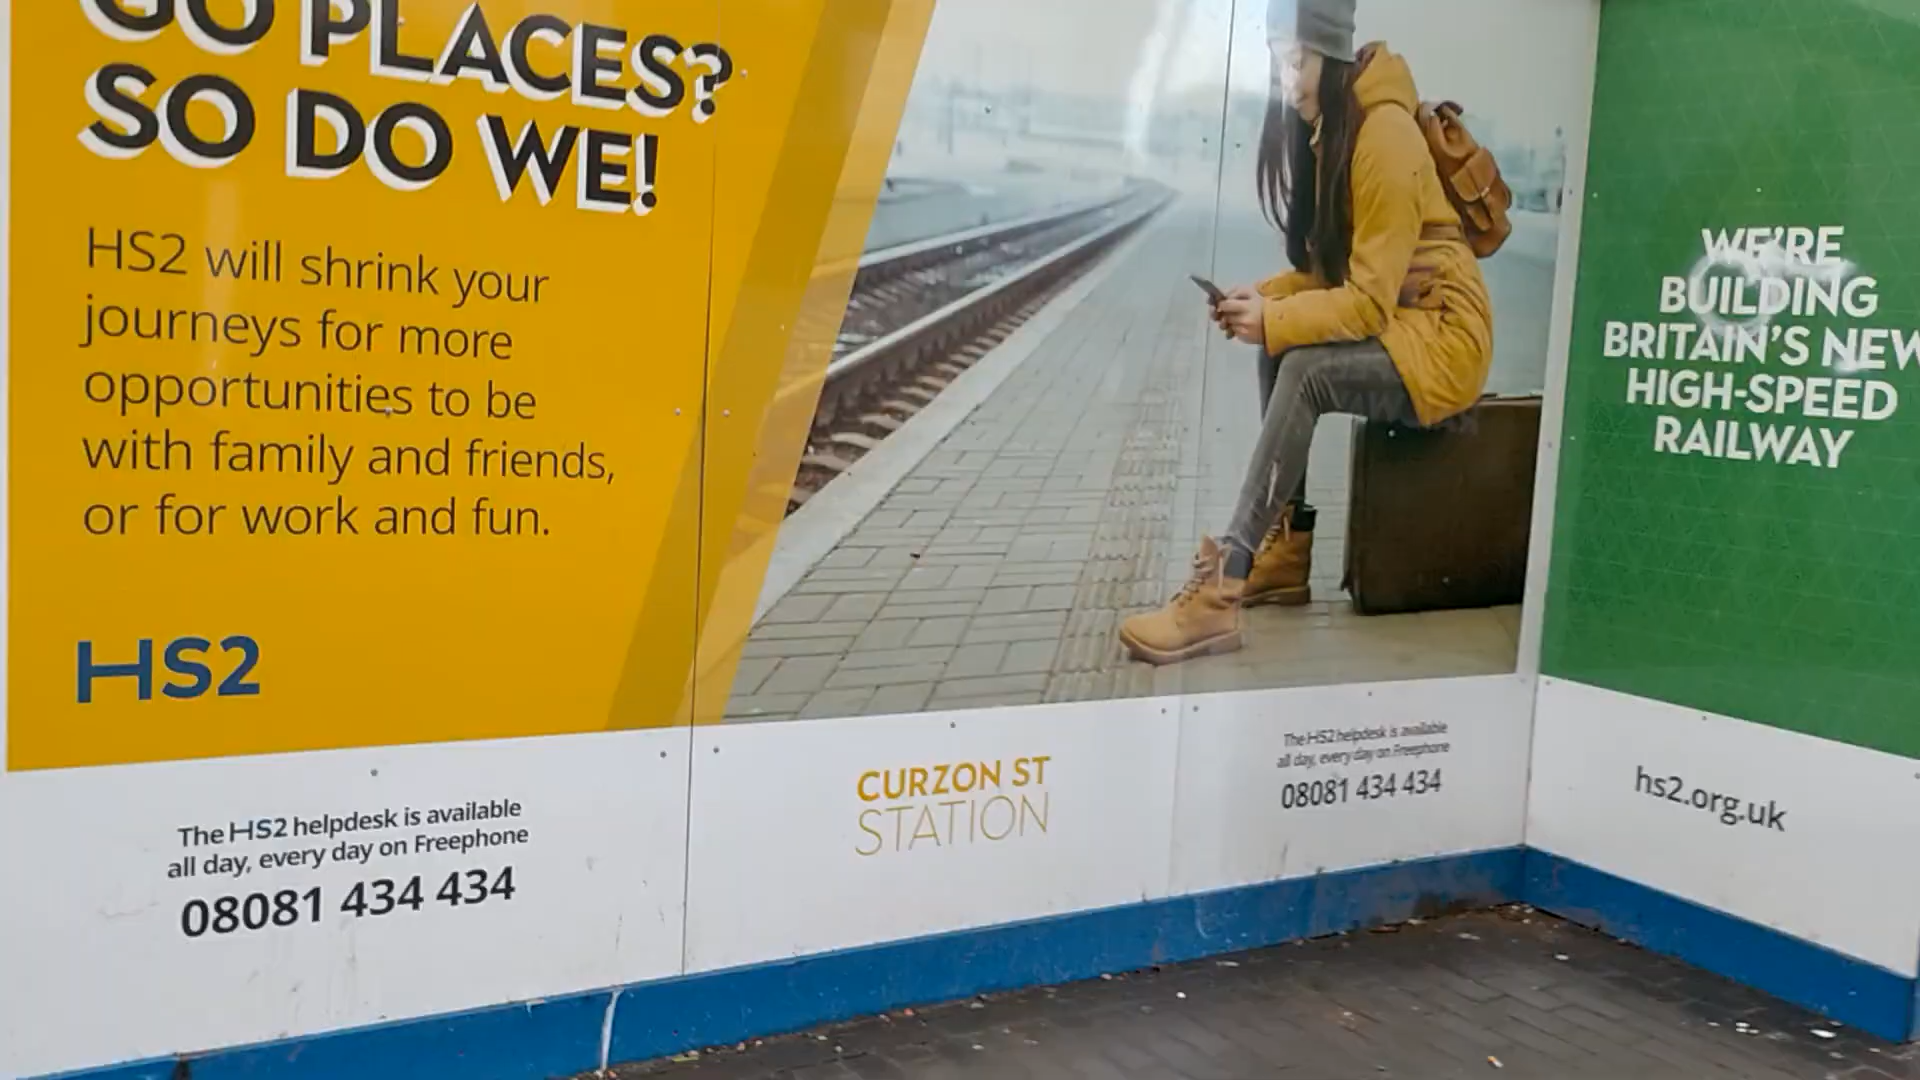 GO PLACES?
SO DO WE!
HS2 will shrink your
journeys for more
opportunities to be
with family and friends,
or for work and fun.
HS2
The HS2 helpdesk is available
all day, every day on Freephone
08081 434 434
CURZON ST
STATION
The HS2 helpdesk is available
all day, every day on Freephone
08081 434 434
WE'RE
BUILDING
BRITAIN'S NEW
HIGH-SPEED
RAILWAY
hs2.org.uk